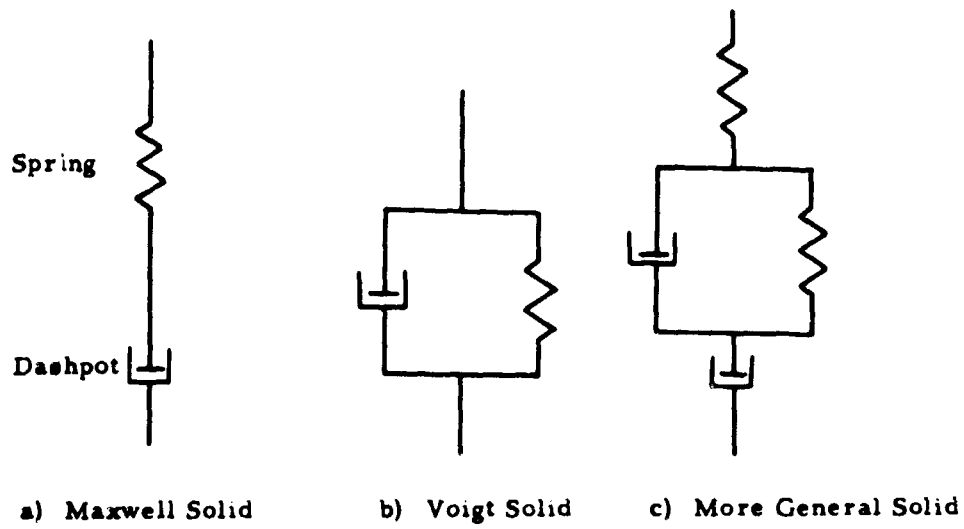 Spring
Dashpot
a) Maxwell Solid b) Voigt Solid c) More General Solid